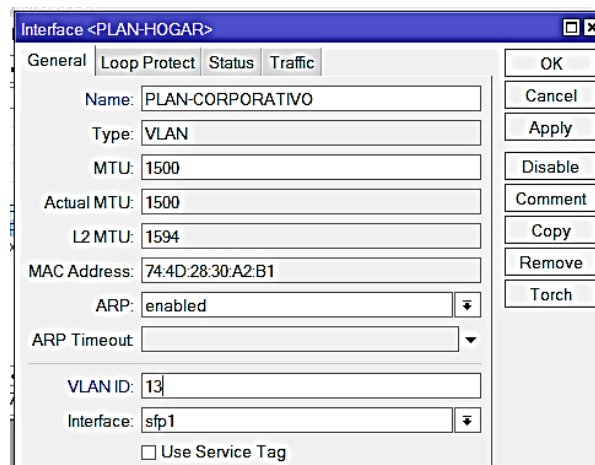 Interface <PLAN-HOGAR>
General Loop Protect Status Traffic
OK
Name: PLAN-CORPORATIVO
Cancel
Type: VLAN
Apply
MTU: 1500
Disable
Actual MTU: 1500
Comment
L2 MTU: 1594
Copy
MAC Address: 74:4D:28:30:A2:B1
Remove
ARP: enabled
Torch
ARP Timeout:
VLAN ID: 13
Interface: sfp1
Use Service Tag